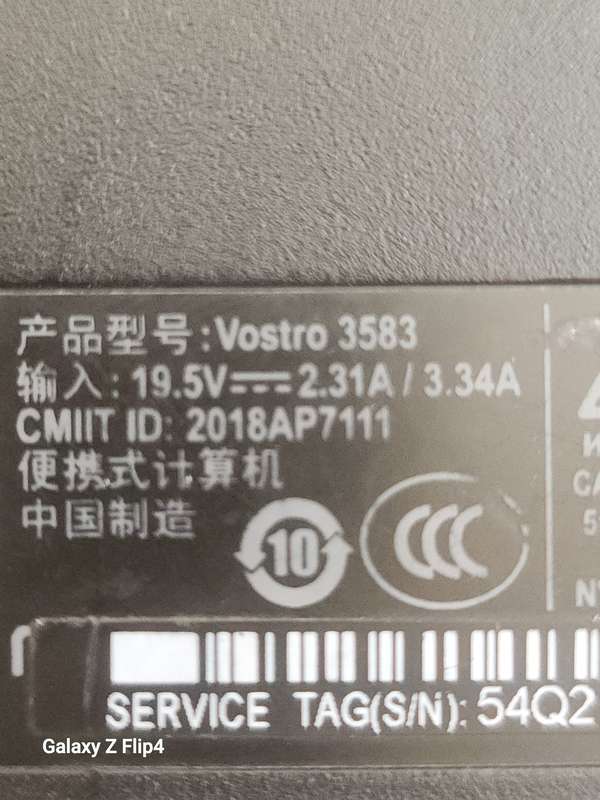 产品型号:Vostro 3583
输入: 19.5V⎓2.31A / 3.34A
CMIIT ID: 2018AP7111
便携式计算机
中国制造
10
CCC
SERVICE TAG(S/N): 54Q2
Galaxy Z Flip4